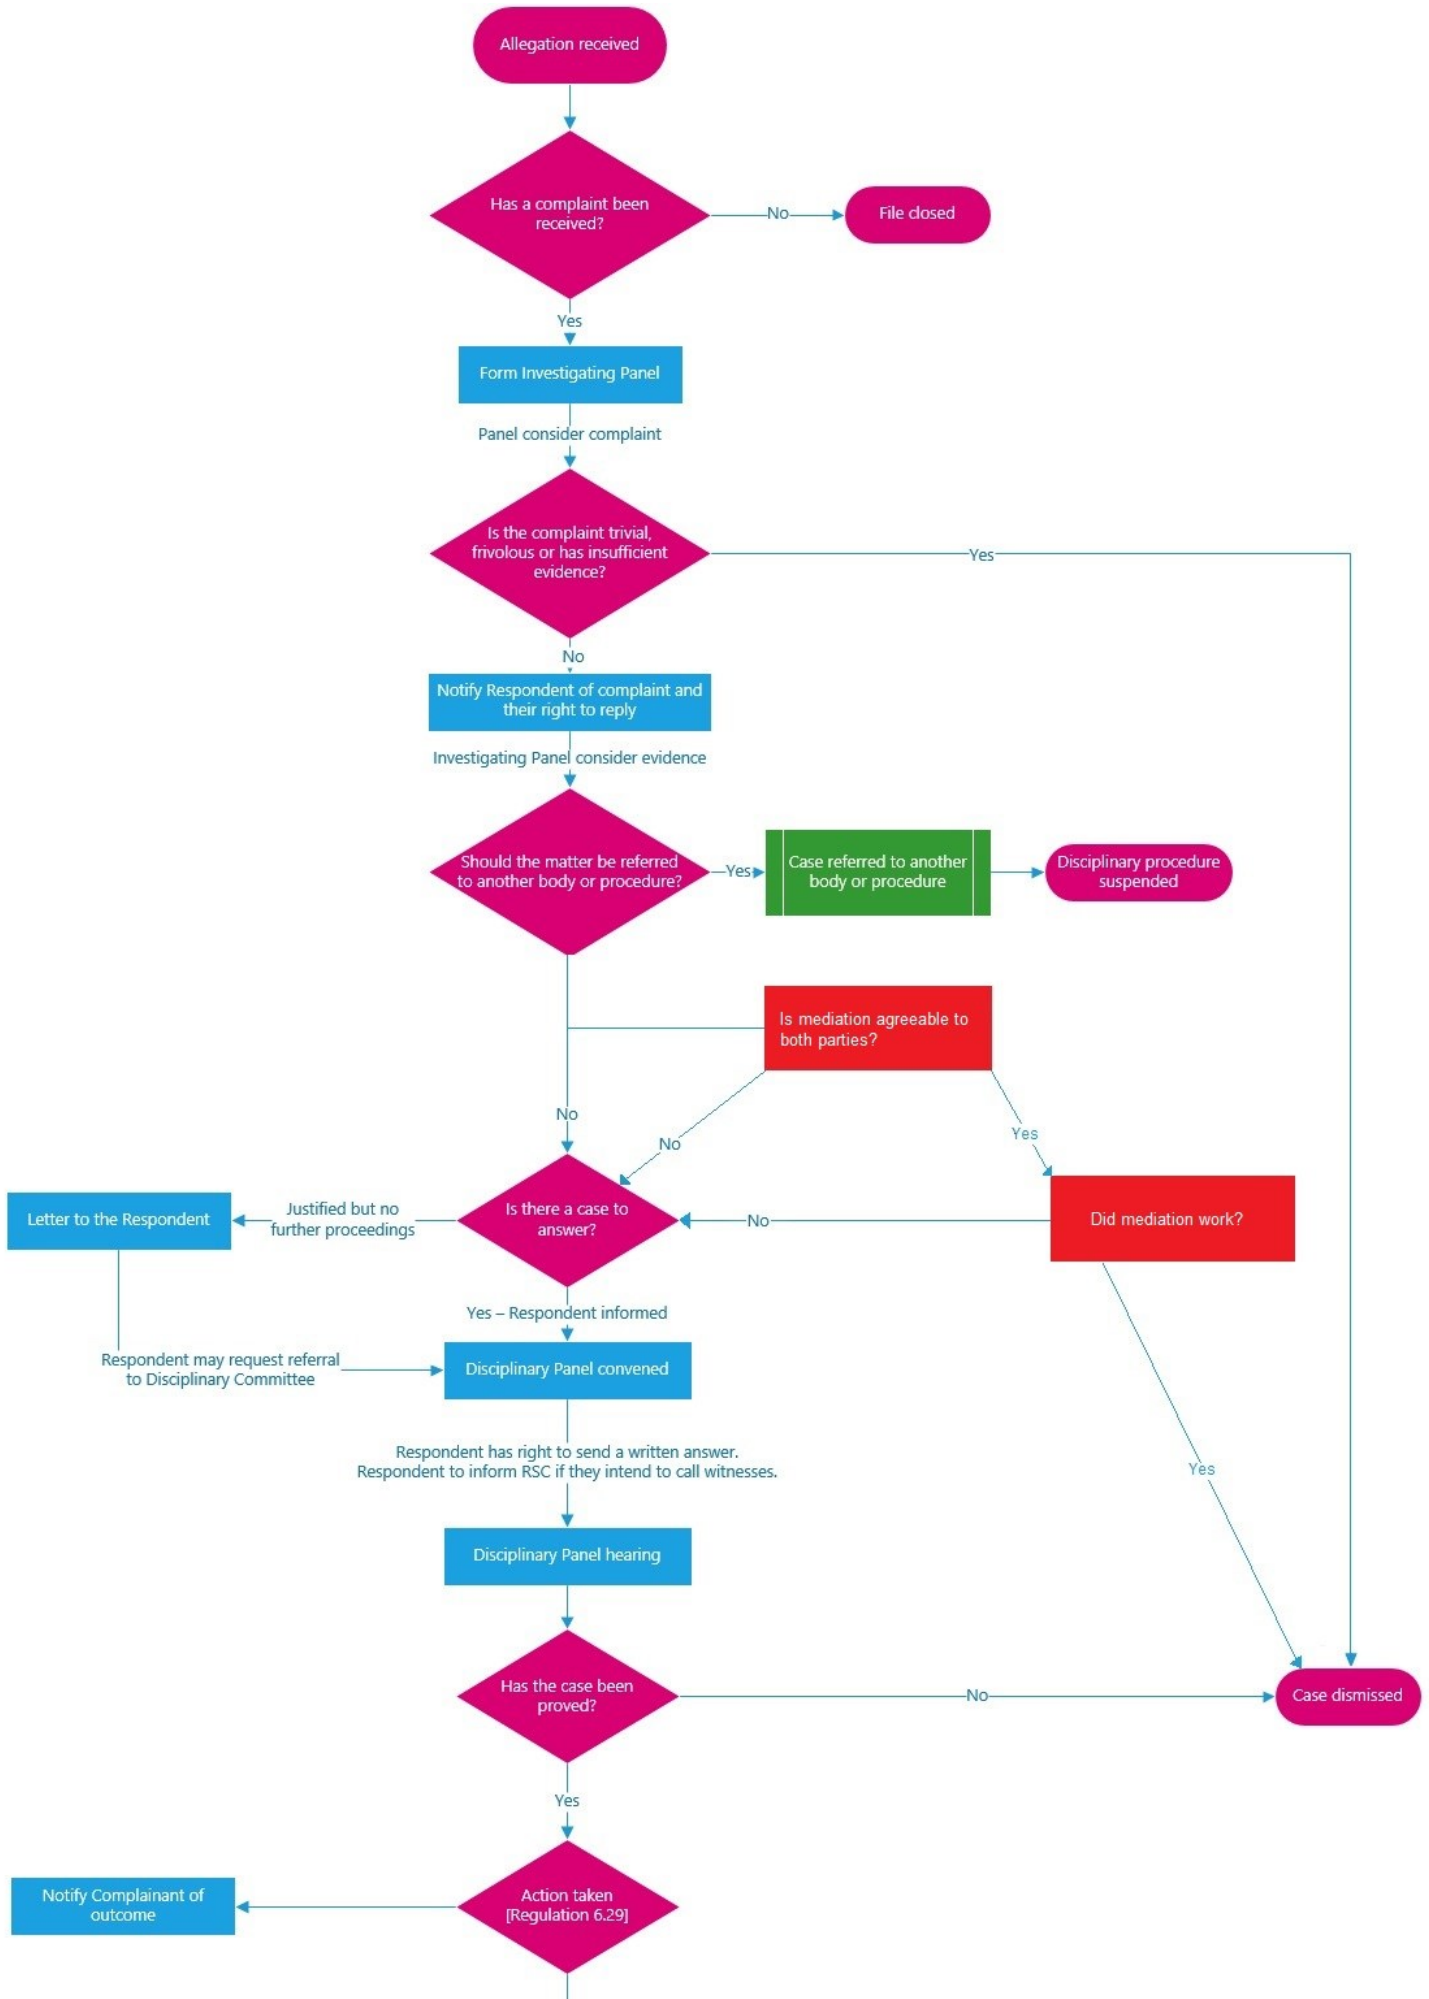 Allegation received
Has a complaint been
received?
No
File closed
Yes
Form Investigating Panel
Panel consider complaint
Is the complaint trivial,
frivolous or has insufficient
evidence?
Yes
No
Notify Respondent of complaint and
their right to reply
Investigating Panel consider evidence
Should the matter be referred
to another body or procedure?
Yes
Case referred to another
body or procedure
Disciplinary procedure
suspended
Is mediation agreeable to
both parties?
No
No
Yes
Letter to the Respondent
Justified but no
further proceedings
Is there a case to
answer?
No
Did mediation work?
Yes – Respondent informed
Respondent may request referral
to Disciplinary Committee
Disciplinary Panel convened
Respondent has right to send a written answer.
Respondent to inform RSC if they intend to call witnesses.
Yes
Disciplinary Panel hearing
Has the case been
proved?
No
Case dismissed
Yes
Notify Complainant of
outcome
Action taken
[Regulation 6.29]